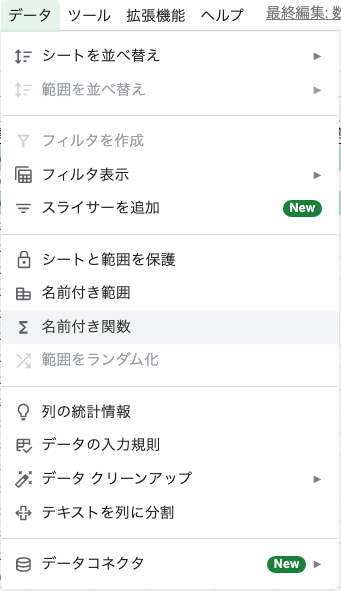 データ ツール 拡張機能 ヘルプ 最終編集:
シートを並べ替え
範囲を並べ替え
フィルタを作成
フィルタ表示
スライサーを追加 New
シートと範囲を保護
名前付き範囲
名前付き関数
範囲をランダム化
列の統計情報
データの入力規則
データ クリーンアップ
テキストを列に分割
データコネクタ New